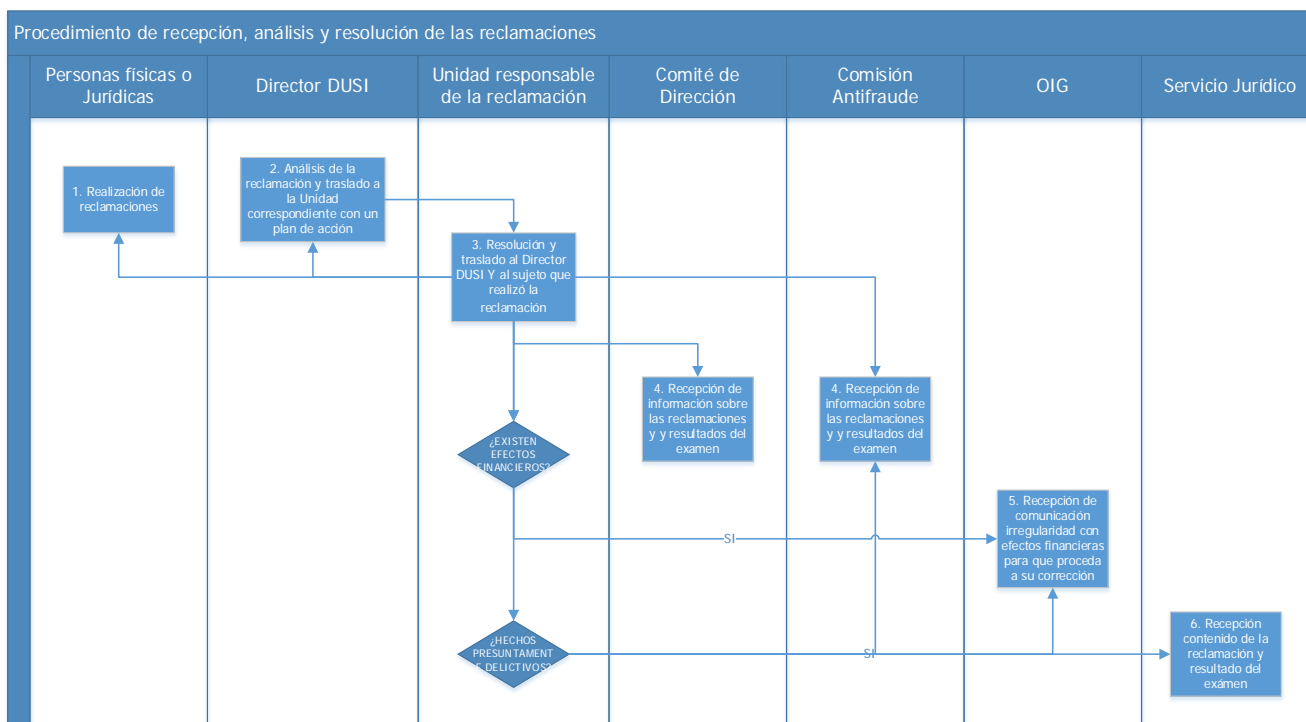 Procedimiento de recepción, análisis y resolución de las reclamaciones
Personas físicas o
Jurídicas
Director DUSI
Unidad responsable
de la reclamación
Comité de
Dirección
Comisión
Antifraude
OIG
Servicio Jurídico
1. Realización de
reclamaciones
2. Análisis de la
reclamación y traslado a
la Unidad
correspondiente con un
plan de acción
3. Resolución y
traslado al Director
DUSI Y al sujeto que
realizó la
reclamación
4. Recepción de
información sobre
las reclamaciones
y y resultados del
examen
4. Recepción de
información sobre
las reclamaciones
y y resultados del
examen
¿EXISTEN
EFECTOS
FINANCIEROS?
5. Recepción de
comunicación
irregularidad con
efectos financieras
para que proceda
a su corrección
SI
¿HECHOS
PRESUNTAMENT
E DELICTIVOS?
SI
6. Recepción
contenido de la
reclamación y
resultado del
exámen